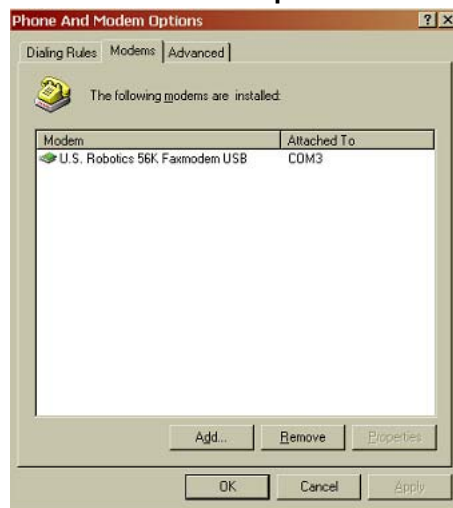 Phone And Modem Options
Dialing Rules Modems Advanced
The following modems are installed:
Modem Attached To
U.S. Robotics 56K Faxmodem USB COM3
Add... Remove Properties
OK Cancel Apply